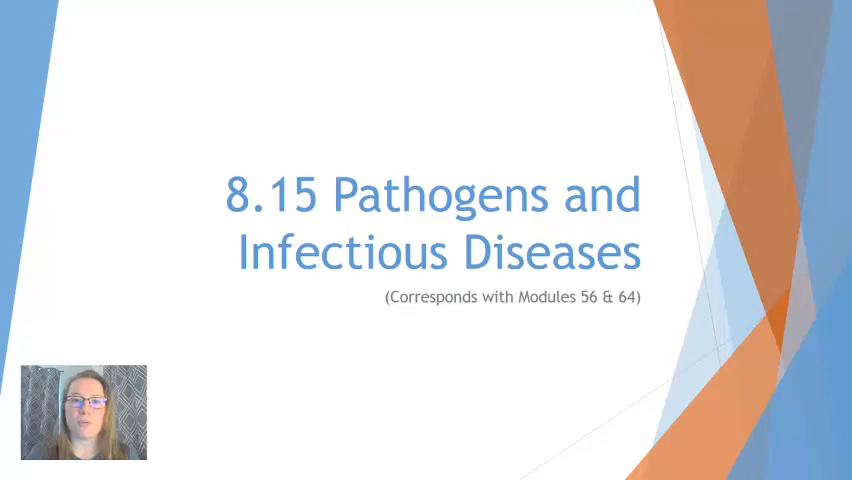 8.15 Pathogens and
Infectious Diseases
(Corresponds with Modules 56 & 64)